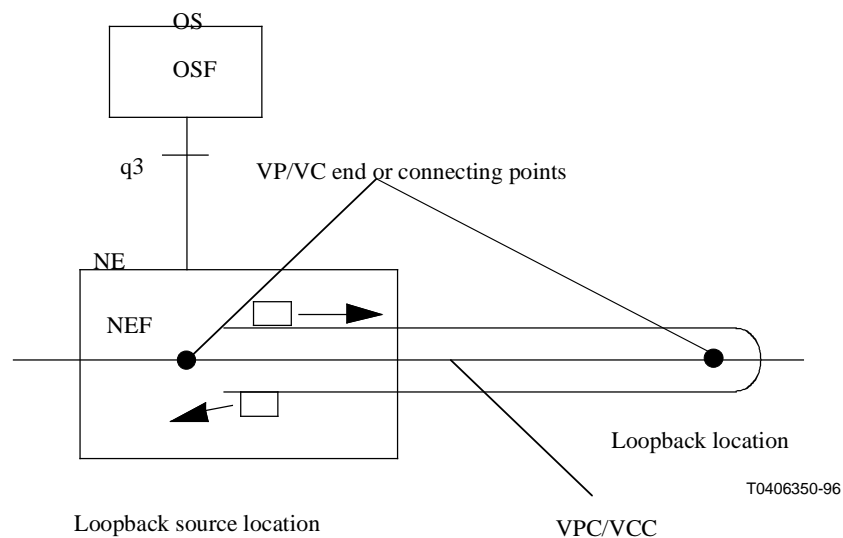 OS
OSF
q3
VP/VC end or connecting points
NE
NEF
Loopback location
T0406350-96
Loopback source location
VPC/VCC